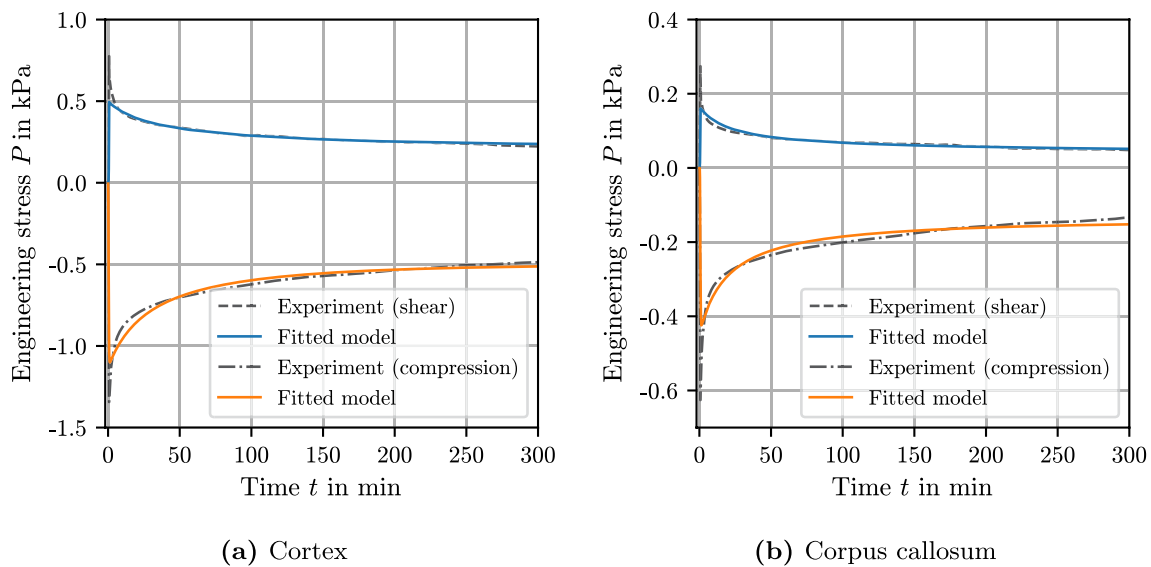 1.0
0.5
0.0
-0.5
-1.0
-1.5
Engineering stress P in kPa
Experiment (shear)
Fitted model
Experiment (compression)
Fitted model
0 50 100 150 200 250 300
Time t in min
(a) Cortex
0.4
0.2
0.0
-0.2
-0.4
-0.6
Engineering stress P in kPa
Experiment (shear)
Fitted model
Experiment (compression)
Fitted model
0 50 100 150 200 250 300
Time t in min
(b) Corpus callosum